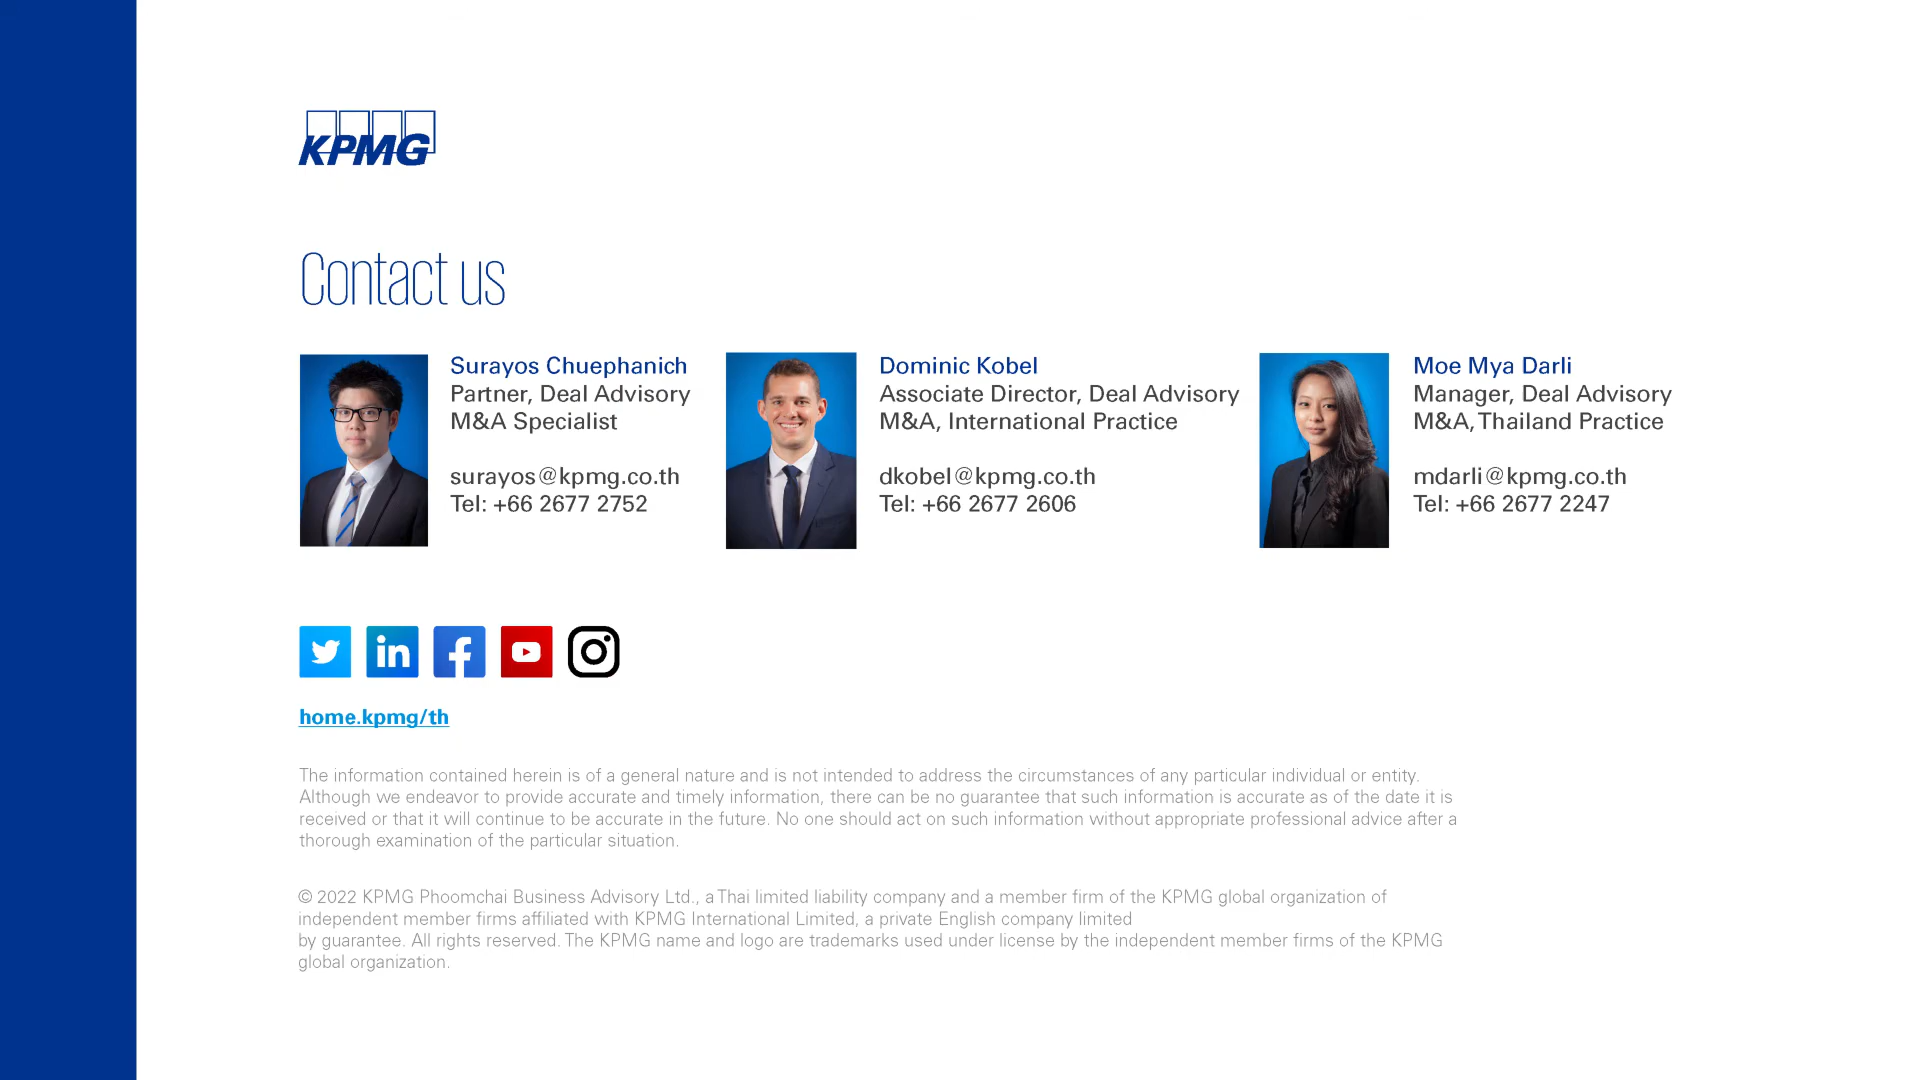 KPMG
Contact us
Surayos Chuephanich
Partner, Deal Advisory
M&A Specialist
surayos@kpmg.co.th
Tel: +66 2677 2752
Dominic Kobel
Associate Director, Deal Advisory
M&A, International Practice
dkobel@kpmg.co.th
Tel: +66 2677 2606
Moe Mya Darli
Manager, Deal Advisory
M&A, Thailand Practice
mdarli@kpmg.co.th
Tel: +66 2677 2247
in
home.kpmg/th
The information contained herein is of a general nature and is not intended to address the circumstances of any particular individual or entity.
Although we endeavor to provide accurate and timely information, there can be no guarantee that such information is accurate as of the date it is
received or that it will continue to be accurate in the future. No one should act on such information without appropriate professional advice after a
thorough examination of the particular situation.
© 2022 KPMG Phoomchai Business Advisory Ltd., a Thai limited liability company and a member firm of the KPMG global organization of
independent member firms affiliated with KPMG International Limited, a private English company limited
by guarantee. All rights reserved. The KPMG name and logo are trademarks used under license by the independent member firms of the KPMG
global organization.